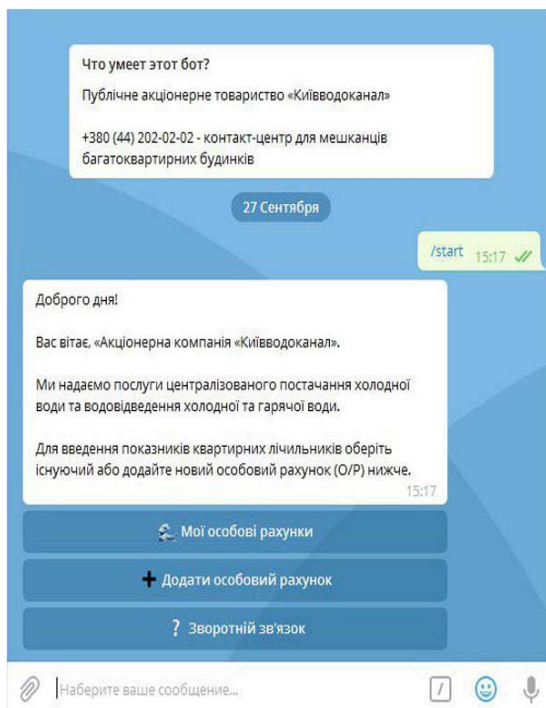 Что умеет этот бот?
Публічне акціонерне товариство «Київводоканал»
+380 (44) 202-02-02 - контакт-центр для мешканців
багатоквартирних будинків
27 Сентября
/start 15:17
Доброго дня!
Вас вітає, «Акціонерна компанія «Київводоканал».
Ми надаємо послуги централізованого постачання холодної
води та водовідведення холодної та гарячої води.
Для введення показників квартирних лічильників оберіть
існуючий або додайте новий особовий рахунок (О/Р) нижче.
15:17
Мої особові рахунки
Додати особовий рахунок
? Зворотній зв'язок
Наберите ваше сообщение...